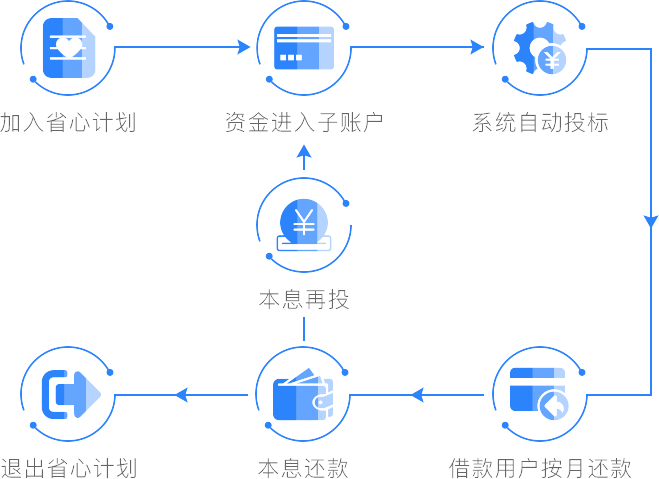 加入省心计划
资金进入子账户
系统自动投标
本息再投
退出省心计划
本息还款
借款用户按月还款